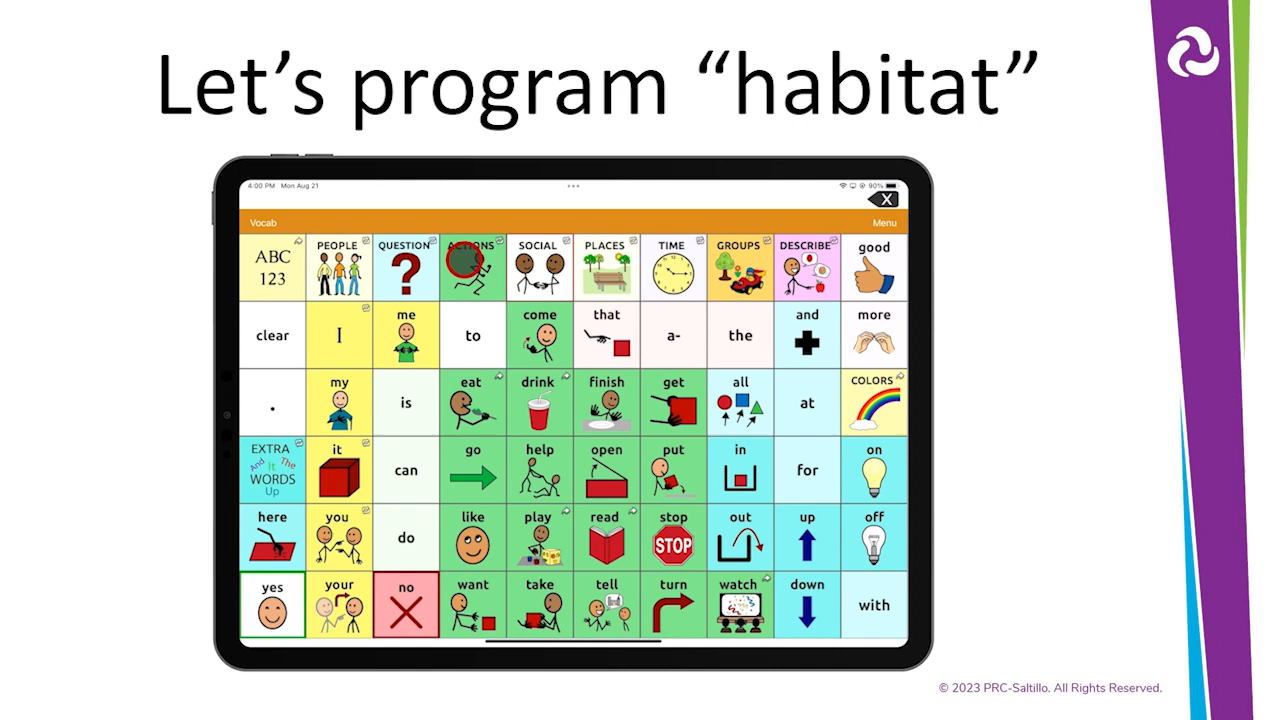 Let's program “habitat”
4:00 PM Mon Aug 21
90%
X
Vocab Menu
ABC 123 PEOPLE QUESTION ACTIONS SOCIAL PLACES TIME GROUPS DESCRIBE good
clear I me to come that a- the and more
. my is eat drink finish get all at COLORS
EXTRA And It The WORDS Up it can go help open put in for on
here you do like play read stop STOP out up off
yes your no want take tell turn watch down with
© 2023 PRC-Saltillo. All Rights Reserved.